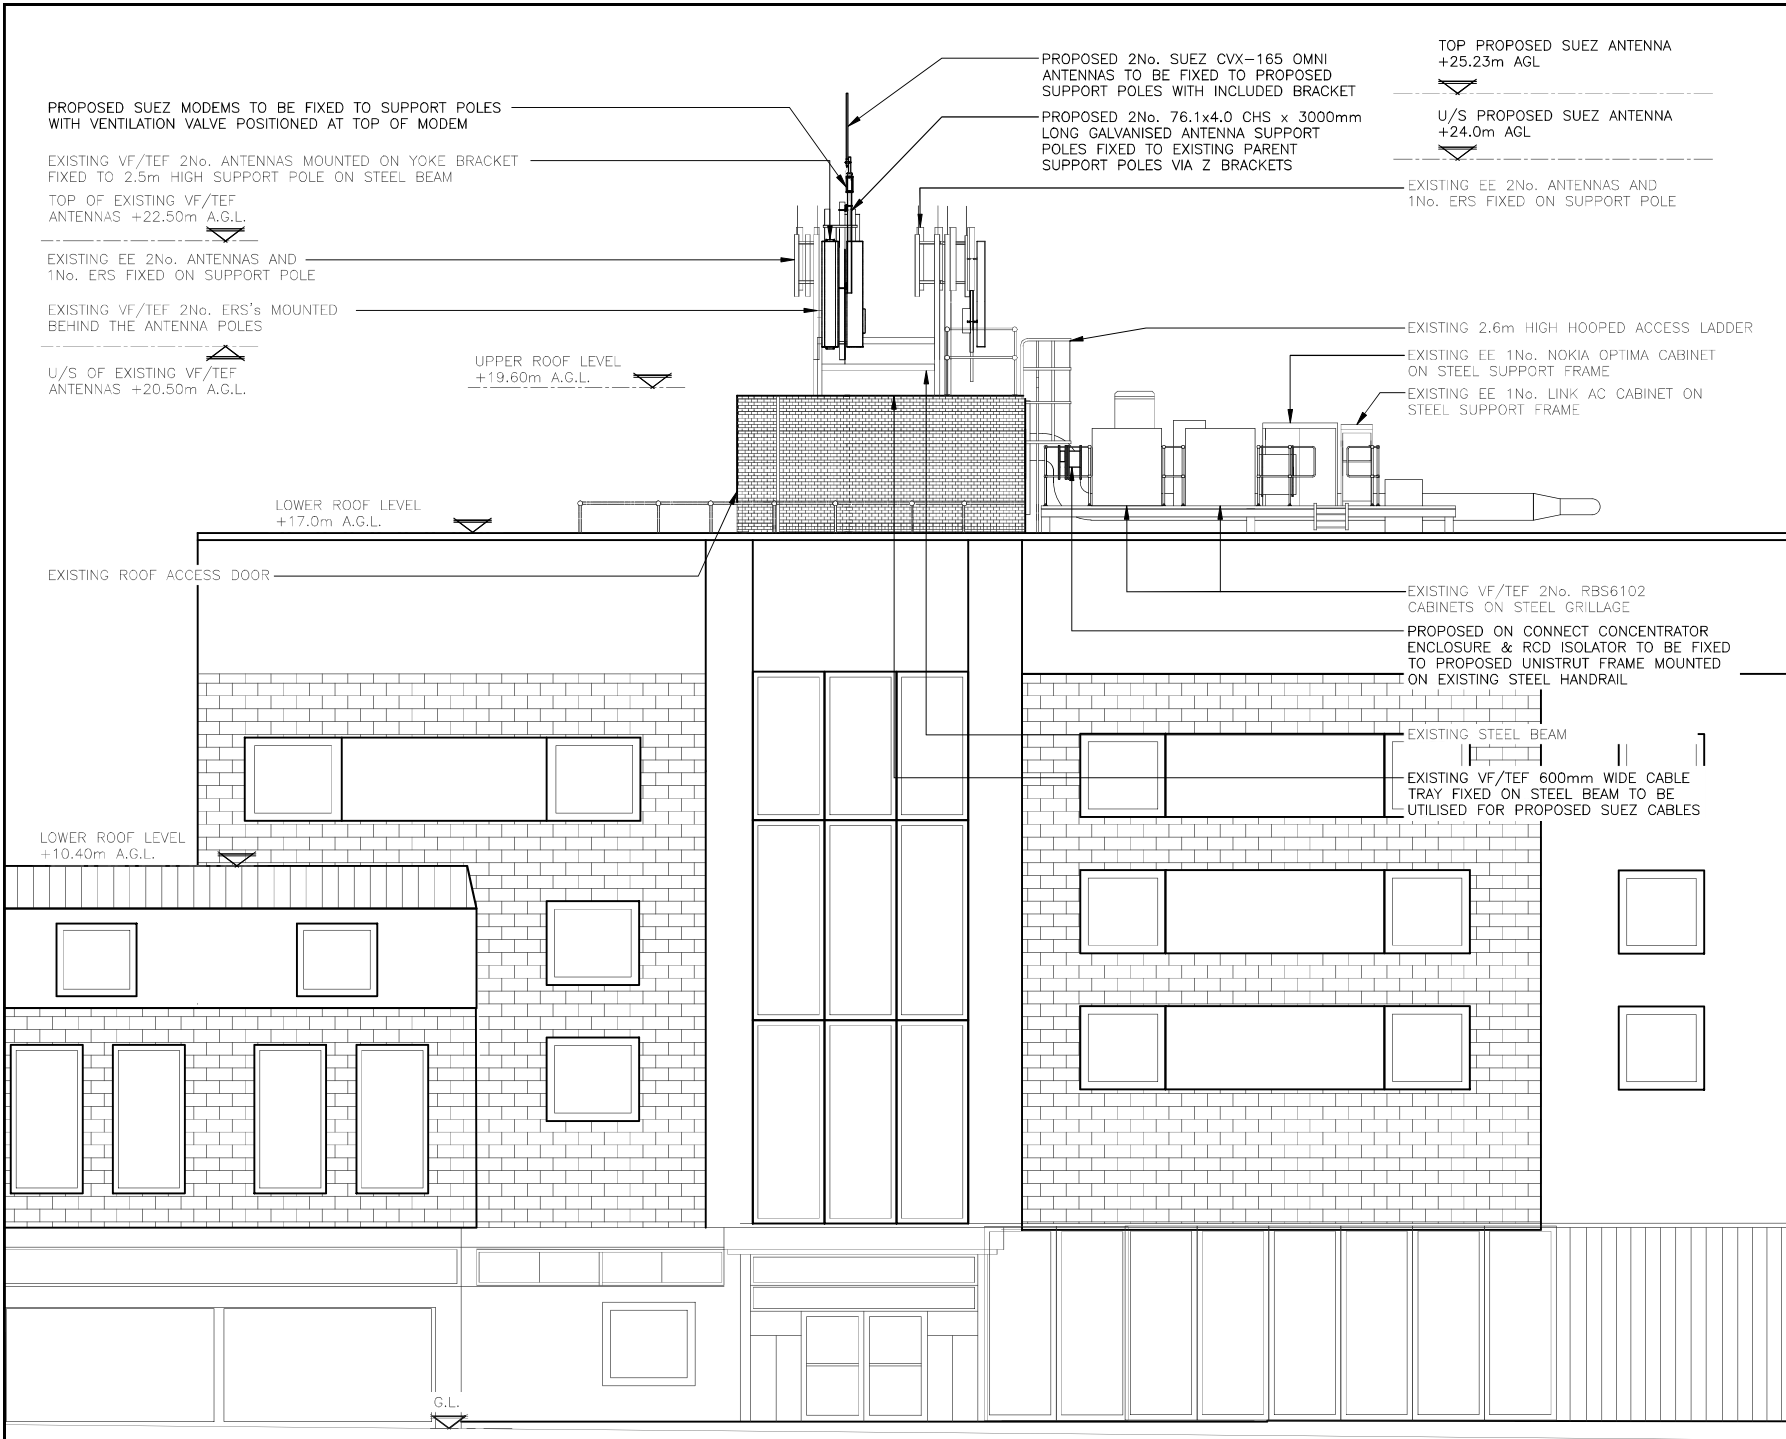 TOP PROPOSED SUEZ ANTENNA
+25.23m AGL
PROPOSED 2No. SUEZ CVX-165 OMNI
ANTENNAS TO BE FIXED TO PROPOSED
SUPPORT POLES WITH INCLUDED BRACKET
PROPOSED SUEZ MODEMS TO BE FIXED TO SUPPORT POLES
WITH VENTILATION VALVE POSITIONED AT TOP OF MODEM
PROPOSED 2No. 76.1x4.0 CHS x 3000mm
LONG GALVANISED ANTENNA SUPPORT
POLES FIXED TO EXISTING PARENT
SUPPORT POLES VIA Z BRACKETS
U/S PROPOSED SUEZ ANTENNA
+24.0m AGL
EXISTING VF/TEF 2No. ANTENNAS MOUNTED ON YOKE BRACKET
FIXED TO 2.5m HIGH SUPPORT POLE ON STEEL BEAM
TOP OF EXISTING VF/TEF
ANTENNAS +22.50m A.G.L.
EXISTING EE 2No. ANTENNAS AND
1No. ERS FIXED ON SUPPORT POLE
EXISTING EE 2No. ANTENNAS AND
1No. ERS FIXED ON SUPPORT POLE
EXISTING VF/TEF 2No. ERS's MOUNTED
BEHIND THE ANTENNA POLES
U/S OF EXISTING VF/TEF
ANTENNAS +20.50m A.G.L.
UPPER ROOF LEVEL
+19.60m A.G.L.
EXISTING 2.6m HIGH HOOPED ACCESS LADDER
EXISTING EE 1No. NOKIA OPTIMA CABINET
ON STEEL SUPPORT FRAME
EXISTING EE 1No. LINK AC CABINET ON
STEEL SUPPORT FRAME
LOWER ROOF LEVEL
+17.0m A.G.L.
EXISTING ROOF ACCESS DOOR
EXISTING VF/TEF 2No. RBS6102
CABINETS ON STEEL GRILLAGE
PROPOSED ON CONNECT CONCENTRATOR
ENCLOSURE & RCD ISOLATOR TO BE FIXED
TO PROPOSED UNISTRUT FRAME MOUNTED
ON EXISTING STEEL HANDRAIL
EXISTING STEEL BEAM
EXISTING VF/TEF 600mm WIDE CABLE
TRAY FIXED ON STEEL BEAM TO BE
UTILISED FOR PROPOSED SUEZ CABLES
LOWER ROOF LEVEL
+10.40m A.G.L.
G.L.